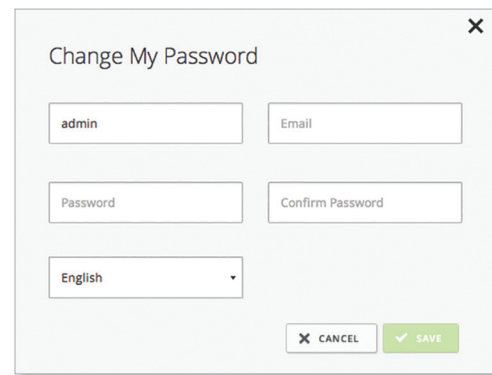 Change My Password
admin
Email
Password
Confirm Password
English
CANCEL
SAVE